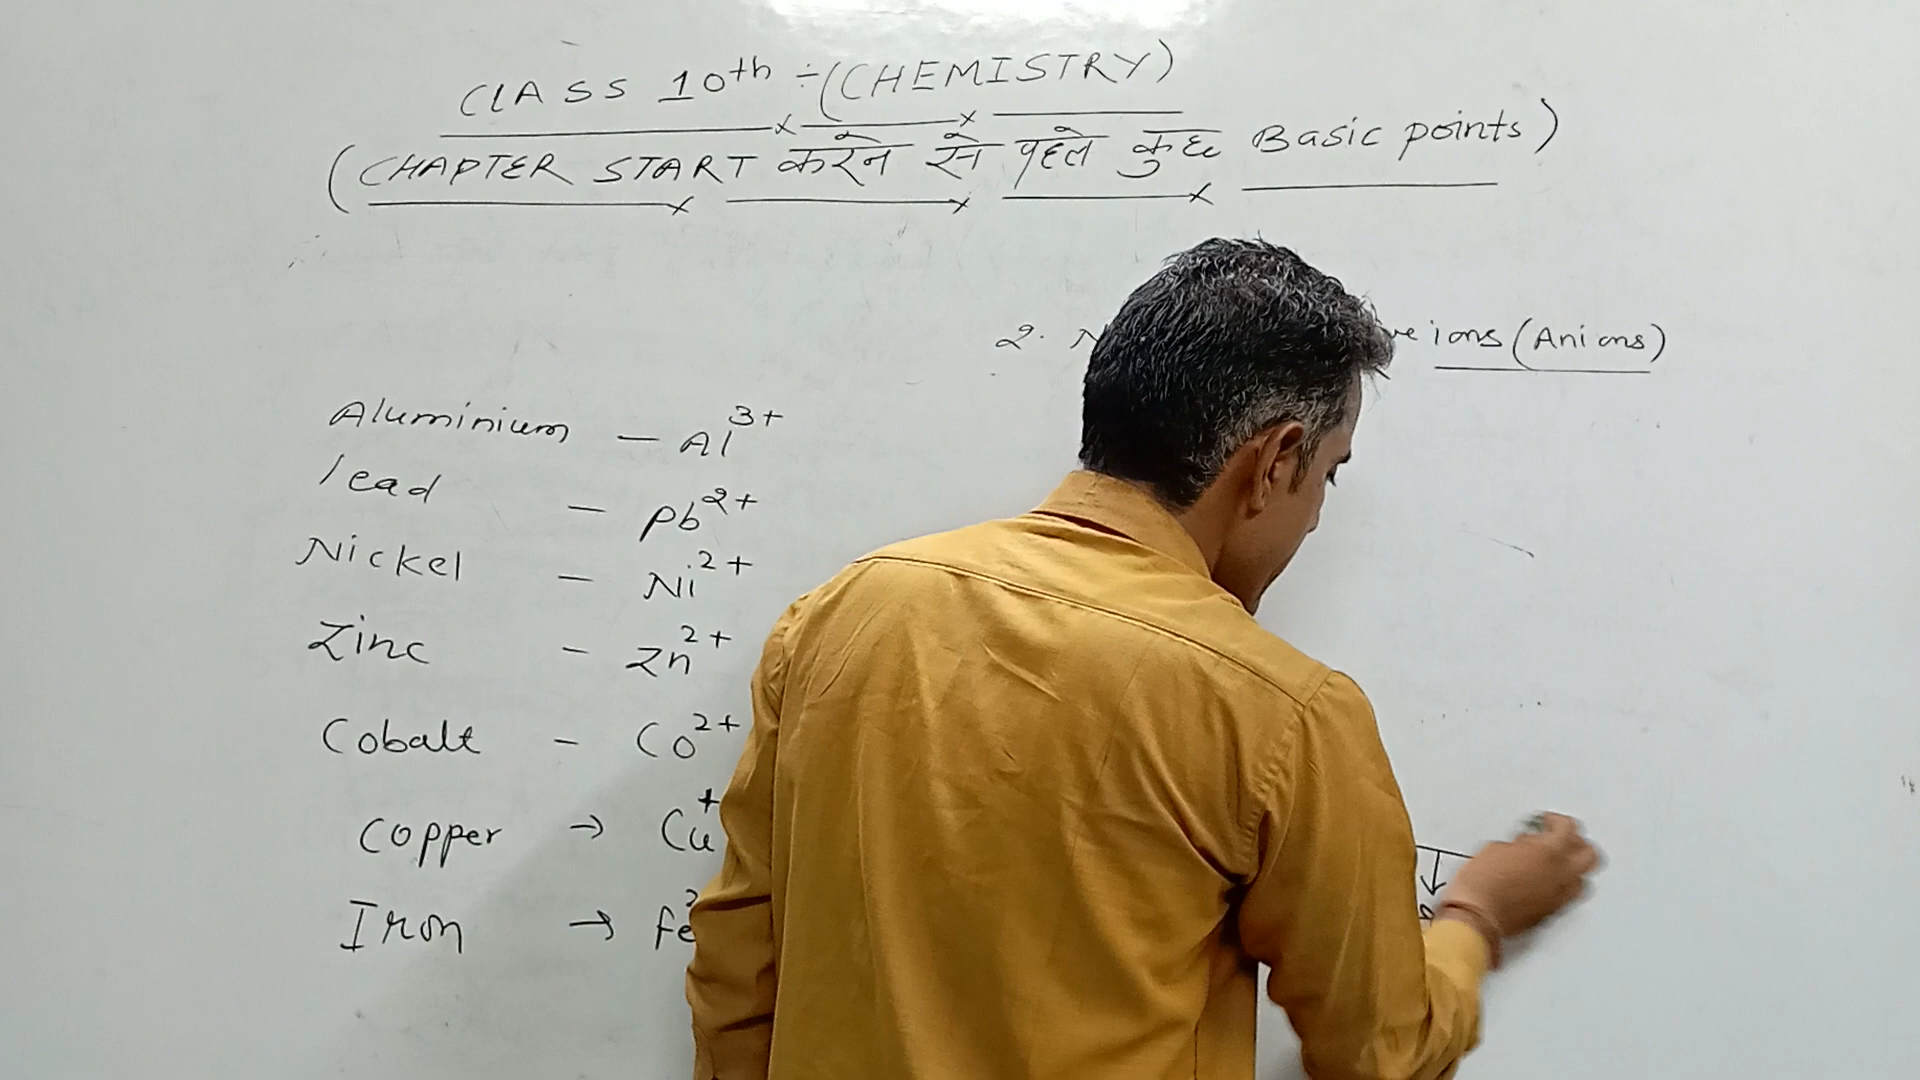 CLASS 10th ÷ (CHEMISTRY)
(CHAPTER START करने से पहले कुछ Basic points)
2. ions (Anions)
Aluminium – Al3+
lead – Pb2+
Nickel – Ni2+
Zinc – Zn2+
Cobalt – Co2+
Copper → Cu+
Iron → Fe